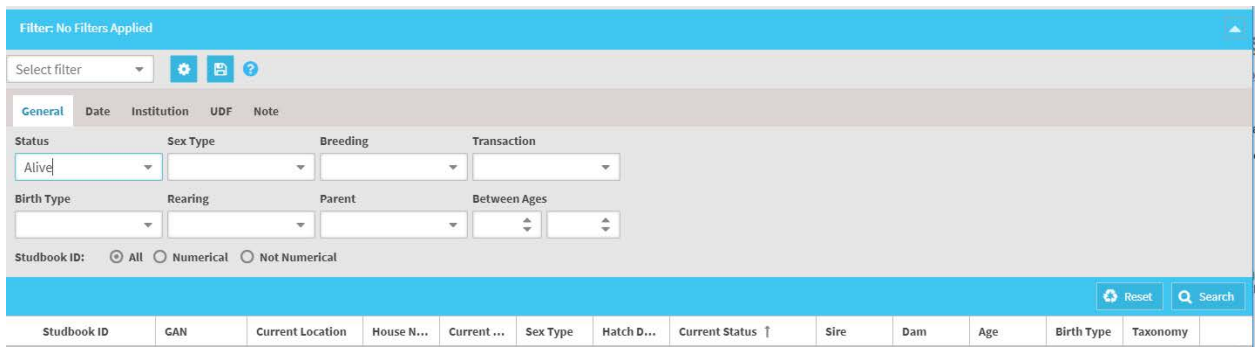 Filter: No Filters Applied
Select filter ?
General Date Institution UDF Note
Status Sex Type Breeding Transaction
Alive
Birth Type Rearing Parent Between Ages
Studbook ID: All Numerical Not Numerical
Reset Search
Studbook ID GAN Current Location House N... Current ... Sex Type Hatch D... Current Status ↑ Sire Dam Age Birth Type Taxonomy